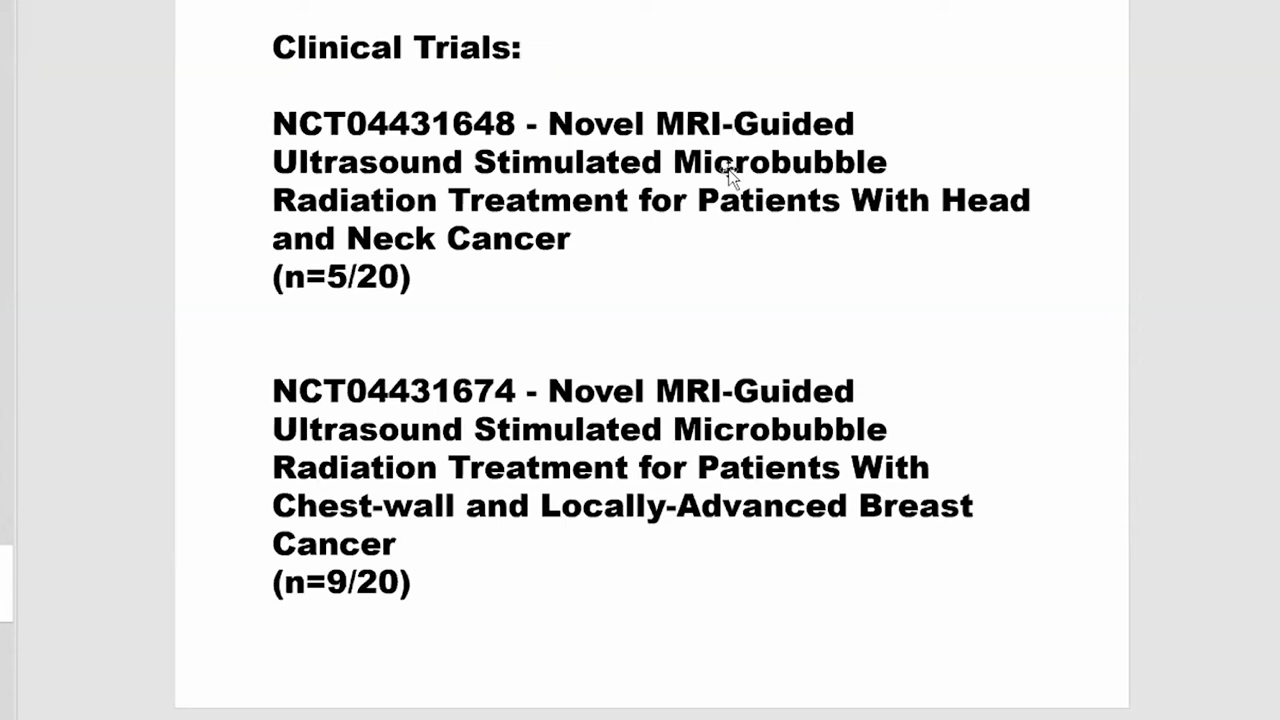 Clinical Trials:
NCT04431648 - Novel MRI-Guided
Ultrasound Stimulated Microbubble
Radiation Treatment for Patients With Head
and Neck Cancer
(n=5/20)
NCT04431674 - Novel MRI-Guided
Ultrasound Stimulated Microbubble
Radiation Treatment for Patients With
Chest-wall and Locally-Advanced Breast
Cancer
(n=9/20)